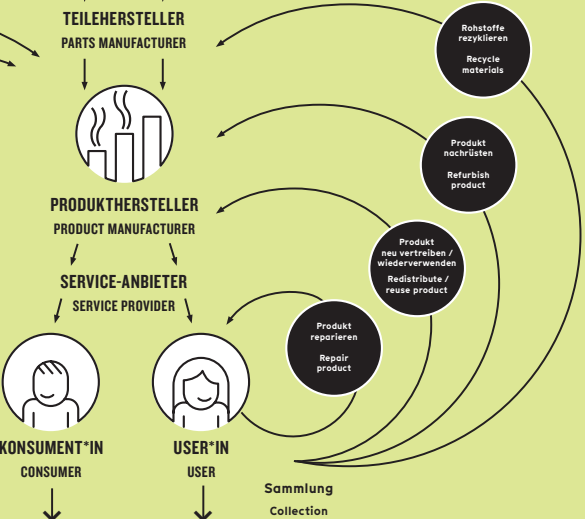 TEILEHERSTELLER
PARTS MANUFACTURER
Rohstoffe
rezyklieren
Recycle
materials
Produkt
nachrüsten
Refurbish
product
PRODUKTHERSTELLER
PRODUCT MANUFACTURER
Produkt
neu vertreiben /
wiederverwenden
Redistribute /
reuse product
SERVICE-ANBIETER
SERVICE PROVIDER
Produkt
reparieren
Repair
product
KONSUMENT*IN
CONSUMER
USER*IN
USER
Sammlung
Collection